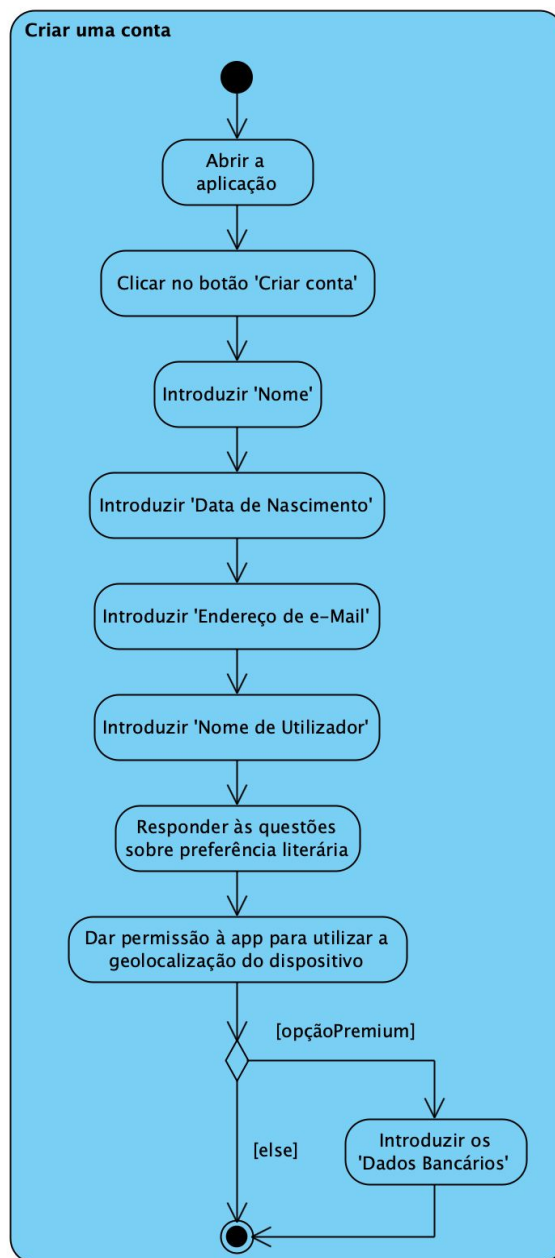 Criar uma conta
Abrir a
aplicação
Clicar no botão 'Criar conta'
Introduzir 'Nome'
Introduzir 'Data de Nascimento'
Introduzir 'Endereço de e-Mail'
Introduzir 'Nome de Utilizador'
Responder às questões
sobre preferência literária
Dar permissão à app para utilizar a
geolocalização do dispositivo
[opçãoPremium]
[else]
Introduzir os
'Dados Bancários'